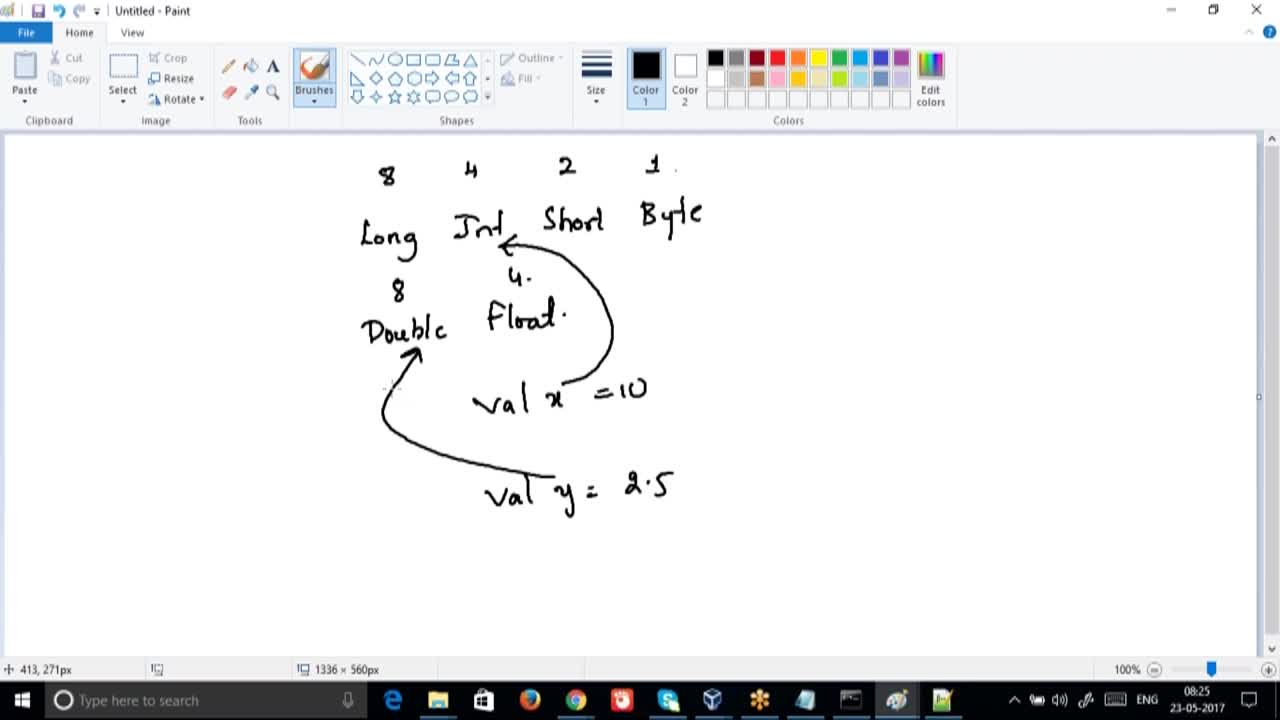 Untitled - Paint
File Home View
Paste Cut Copy Clipboard
Select Crop Resize Rotate Image
Tools
Brushes
Outline Fill Shapes
Size
Color 1 Color 2 Edit colors Colors
8 4 2 1
Long Int Short Byte
8 4.
Double Float.
val x = 10
val y = 2.5
413, 271px 1336 × 560px 100%
Type here to search ENG 08:25
23-05-2017